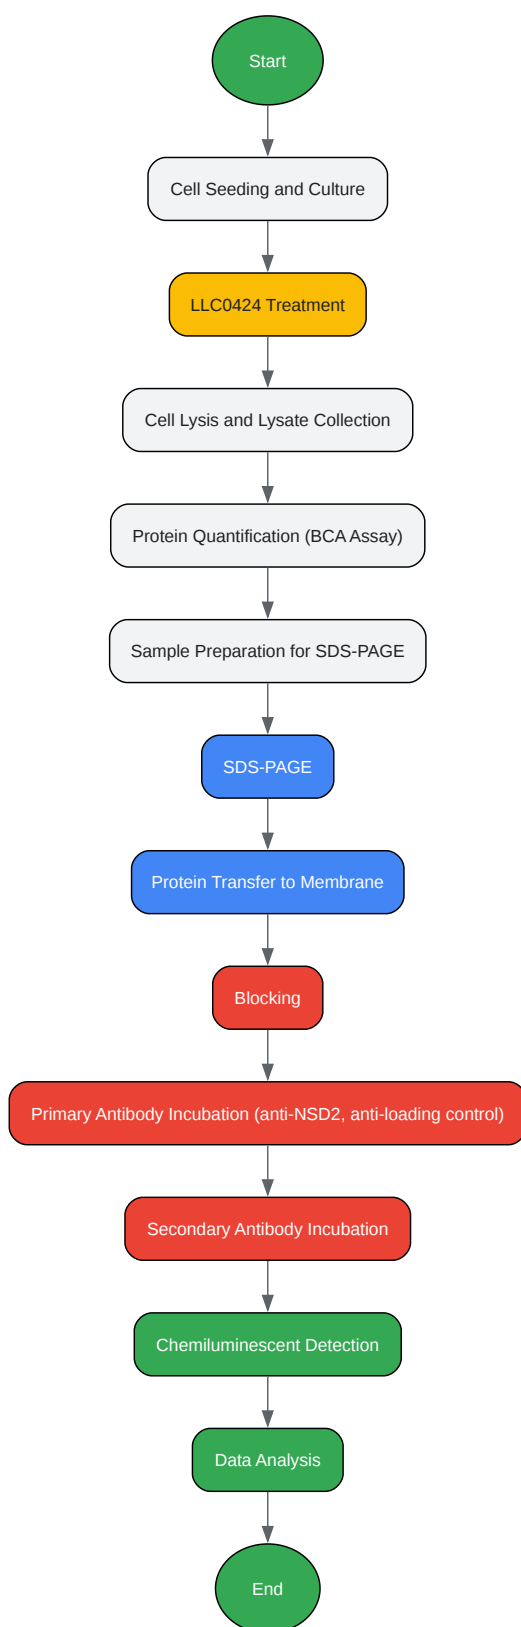 Start
Cell Seeding and Culture
LLC0424 Treatment
Cell Lysis and Lysate Collection
Protein Quantification (BCA Assay)
Sample Preparation for SDS-PAGE
SDS-PAGE
Protein Transfer to Membrane
Blocking
Primary Antibody Incubation (anti-NSD2, anti-loading control)
Secondary Antibody Incubation
Chemiluminescent Detection
Data Analysis
End